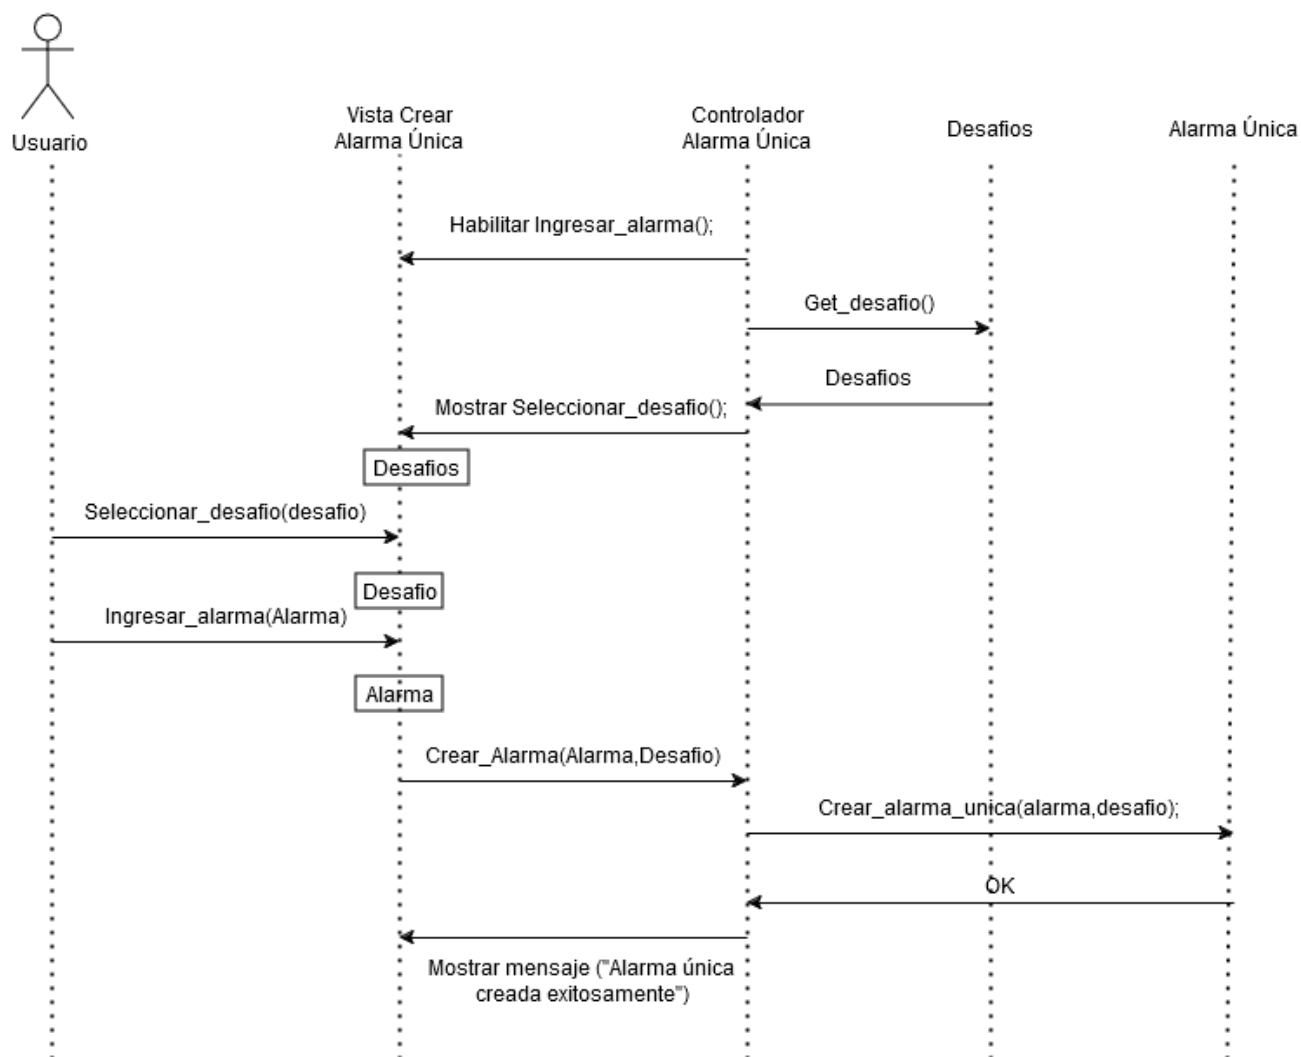 Usuario
Vista Crear
Alarma Única
Controlador
Alarma Única
Desafios
Alarma Única
Habilitar Ingresar_alarma();
Get_desafio()
Desafios
Mostrar Seleccionar_desafio();
Desafios
Seleccionar_desafio(desafio)
Desafio
Ingresar_alarma(Alarma)
Alarma
Crear_Alarma(Alarma,Desafio)
Crear_alarma_unica(alarma,desafio);
OK
Mostrar mensaje ("Alarma única
creada exitosamente")